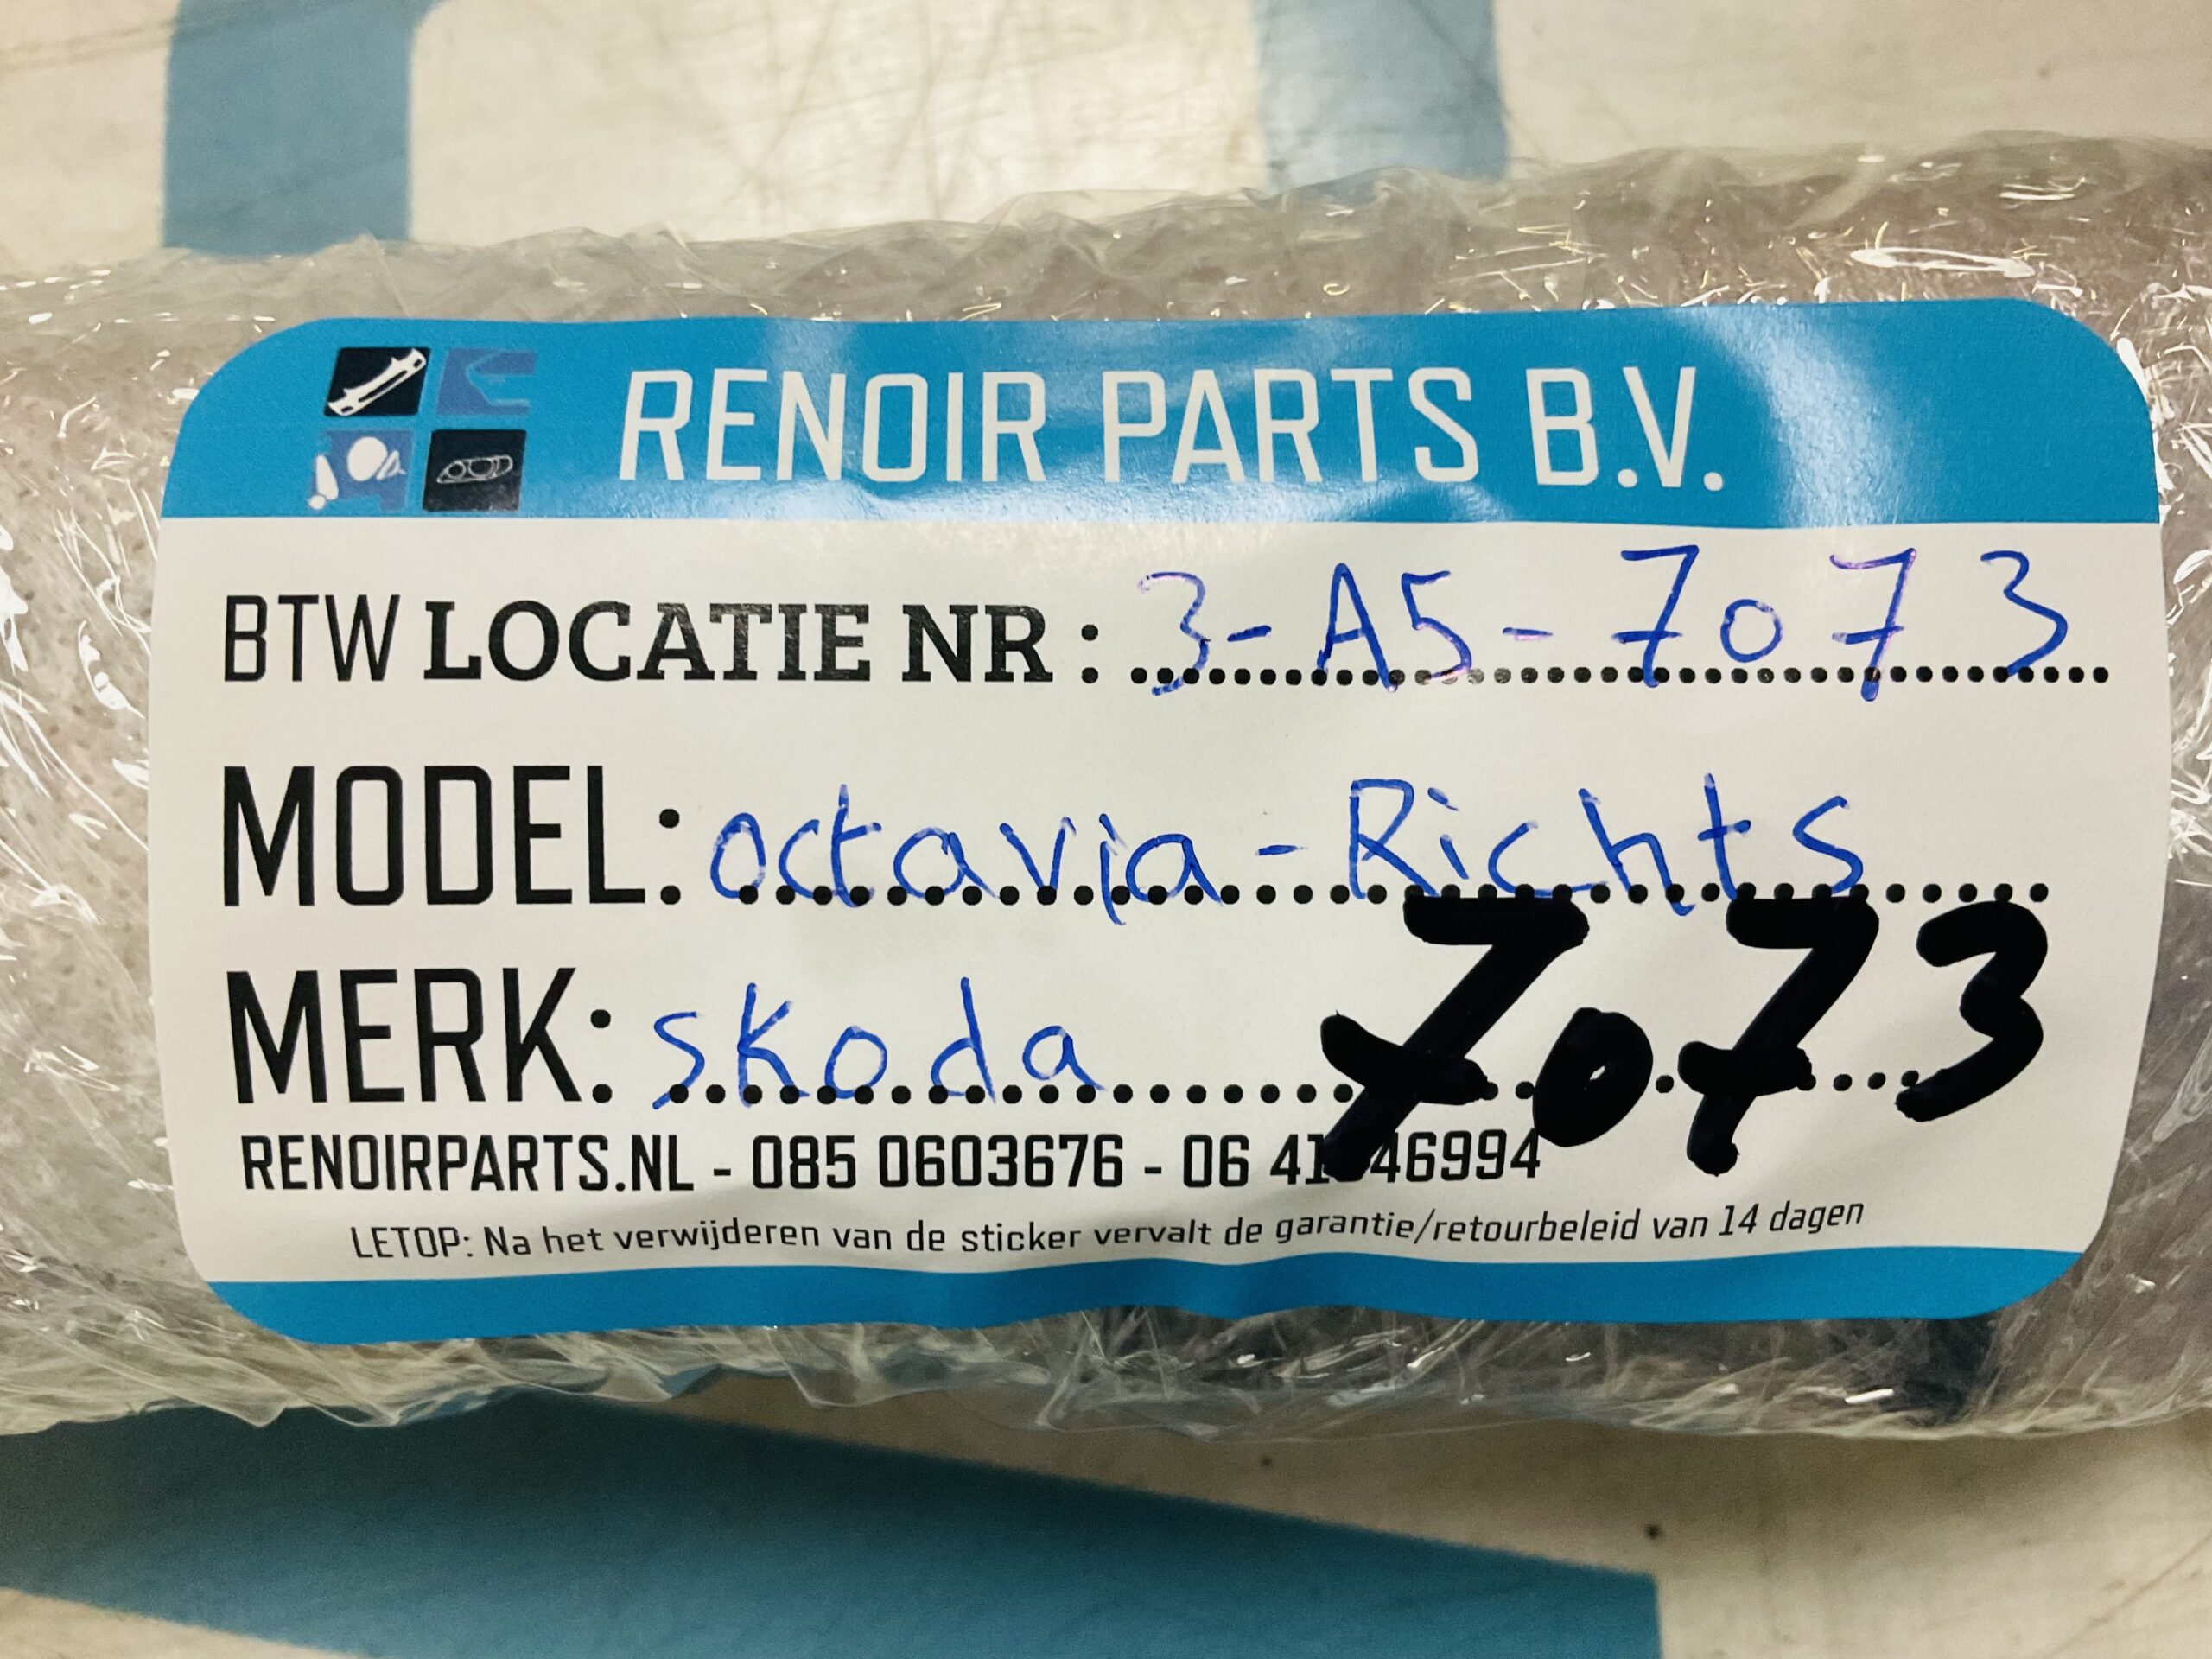 RENOIR PARTS B.V.
BTW LOCATIE NR : 3-A5-7073
MODEL: octavia-Richts
MERK: skoda 7073
RENOIRPARTS.NL - 085 0603676 - 06
LETOP: Na het verwijderen van de sticker vervalt de garantie/retourbeleid van 14 dagen